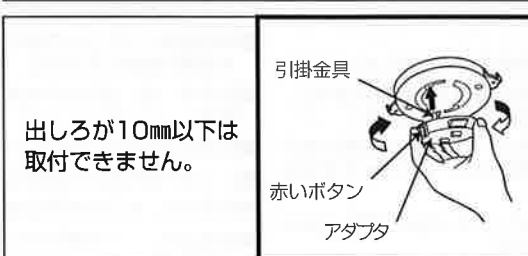 出しろが10mm以下は
取付できません。
引掛金具
赤いボタン
アダプタ